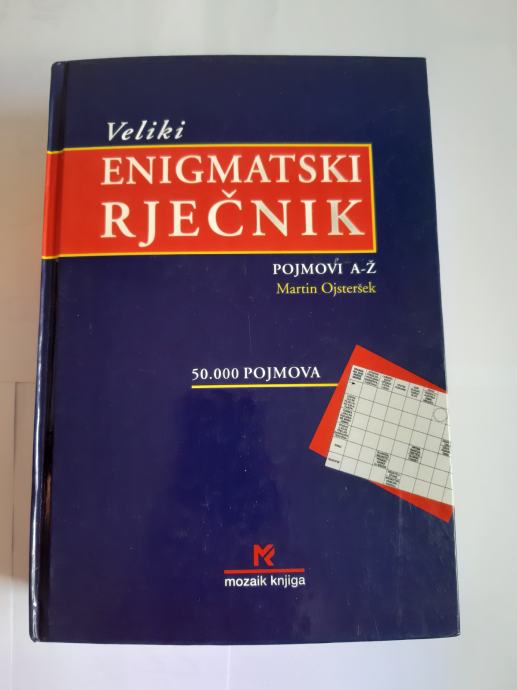 Veliki
ENIGMATSKI
RJEČNIK
POJMOVI A-Ž
Martin Ojsteršek
50.000 POJMOVA
mozaik knjiga